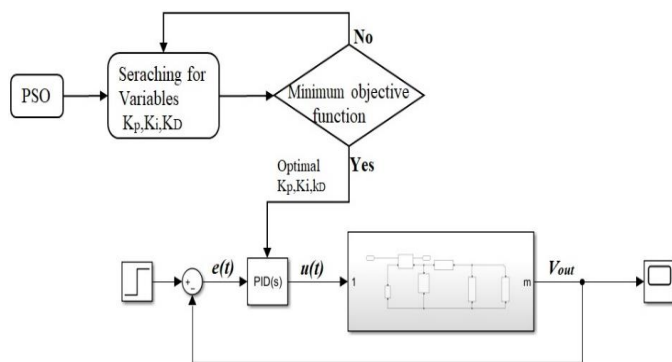 No
PSO
Seraching for
Variables
Kp,Ki,KD
Minimum objective
function
Optimal
Kp,Ki,kD
Yes
e(t)
PID(s)
u(t)
1
m
Vout